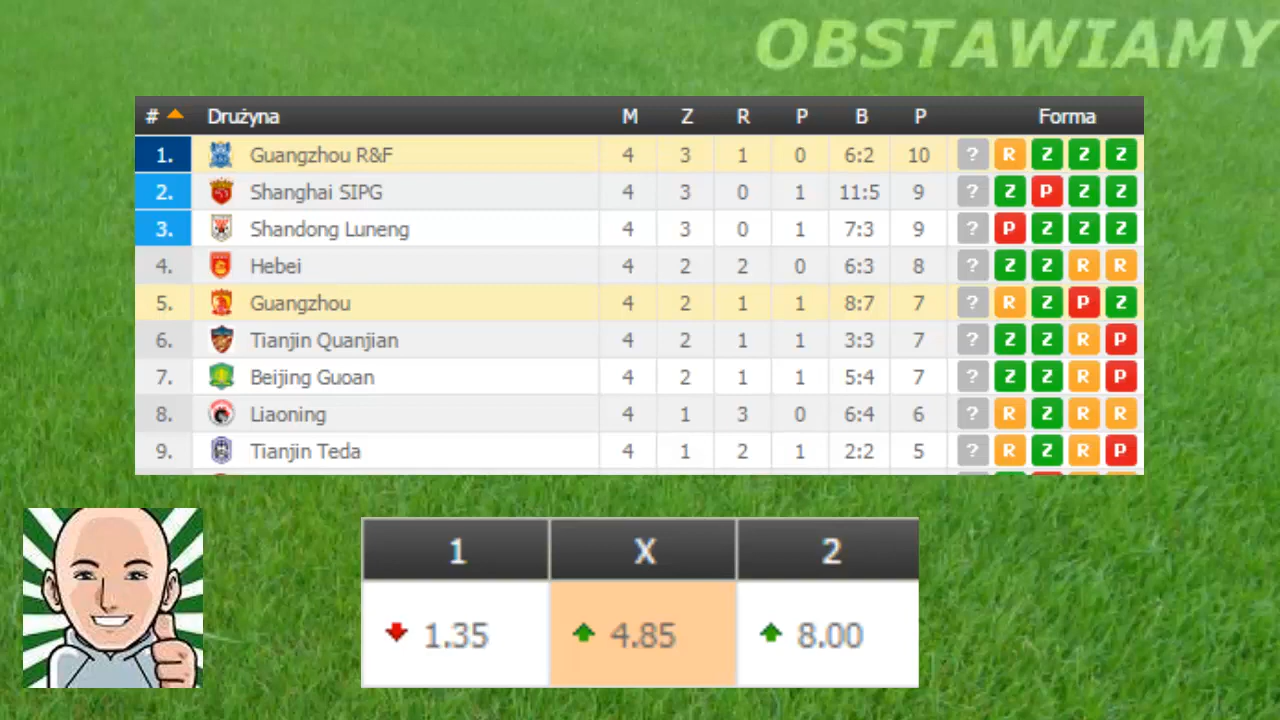 OBSTAWIAMY
# Drużyna M Z R P B P Forma
1. Guangzhou R&F 4 3 1 0 6:2 10 ? R Z Z Z
2. Shanghai SIPG 4 3 0 1 11:5 9 ? Z P Z Z
3. Shandong Luneng 4 3 0 1 7:3 9 ? P Z Z Z
4. Hebei 4 2 2 0 6:3 8 ? Z Z R R
5. Guangzhou 4 2 1 1 8:7 7 ? R Z P Z
6. Tianjin Quanjian 4 2 1 1 3:3 7 ? Z Z R P
7. Beijing Guoan 4 2 1 1 5:4 7 ? Z Z R P
8. Liaoning 4 1 3 0 6:4 6 ? R Z R R
9. Tianjin Teda 4 1 2 1 2:2 5 ? R Z R P
1 X 2
1.35 4.85 8.00